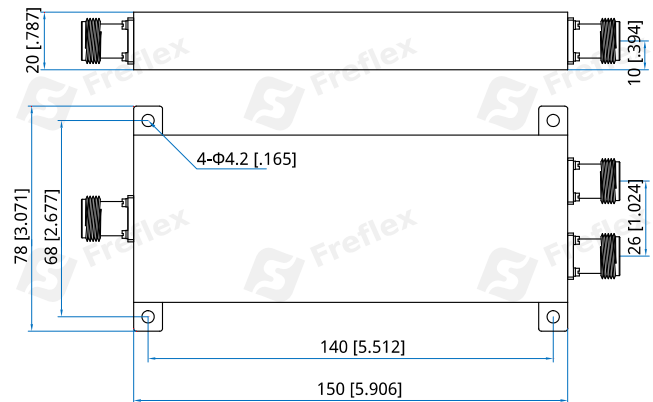 20 [.787]
10 [.394]
Freflex
Freflex
Freflex
4-Φ4.2 [.165]
78 [3.071]
68 [2.677]
26 [1.024]
Freflex
Freflex
Freflex
140 [5.512]
150 [5.906]